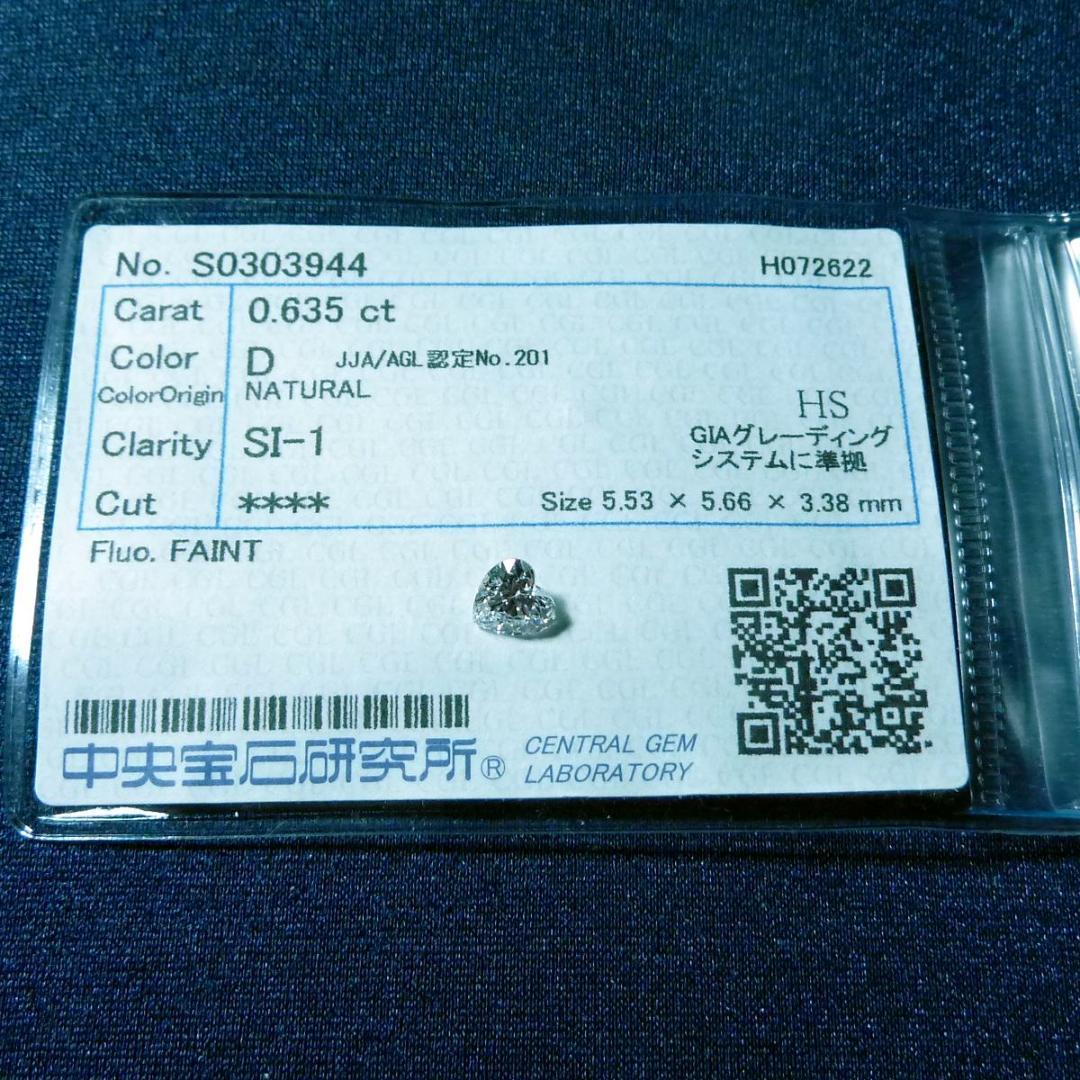 No. S0303944 H072622
Carat 0.635 ct
Color D JJA/AGL認定No.201
ColorOrigin NATURAL
HS
Clarity SI-1 GIAグレーディング
システムに準拠
Cut **** Size 5.53 × 5.66 × 3.38 mm
Fluo. FAINT
中央宝石研究所® CENTRAL GEM
LABORATORY